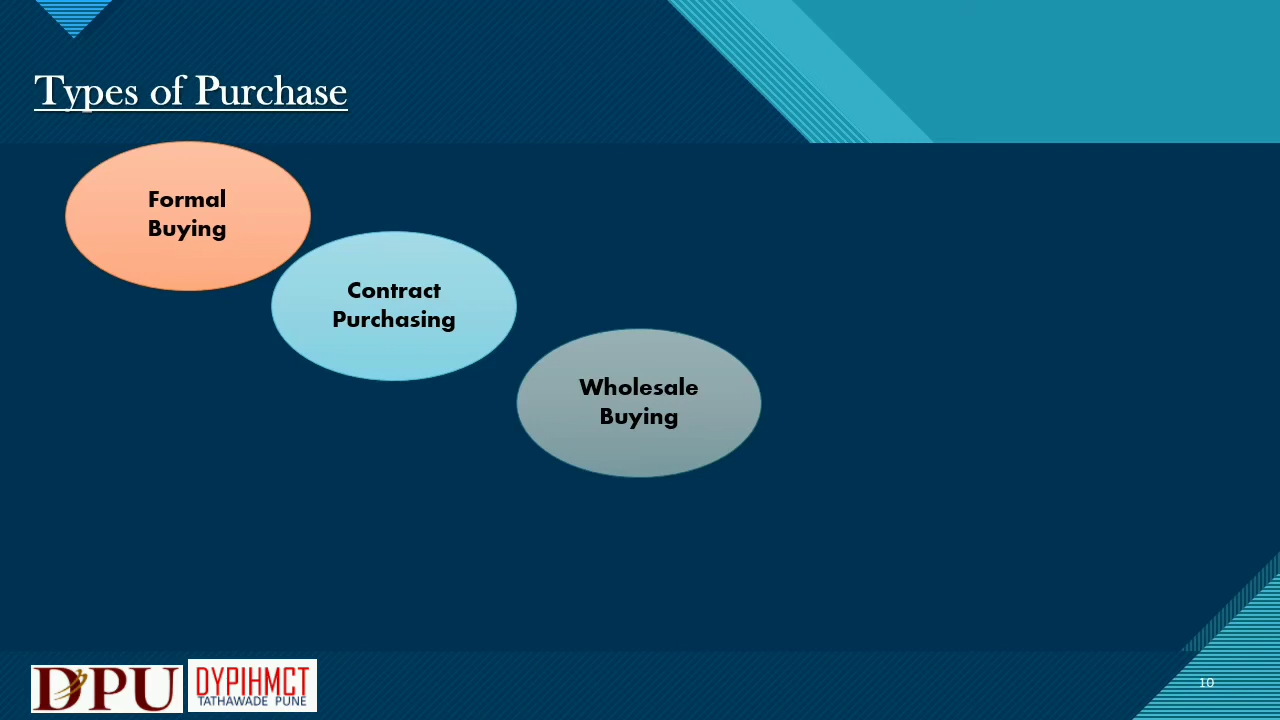 Types of Purchase
Formal
Buying
Contract
Purchasing
Wholesale
Buying
DPU
DYPIHMCT
TATHAWADE PUNE
10